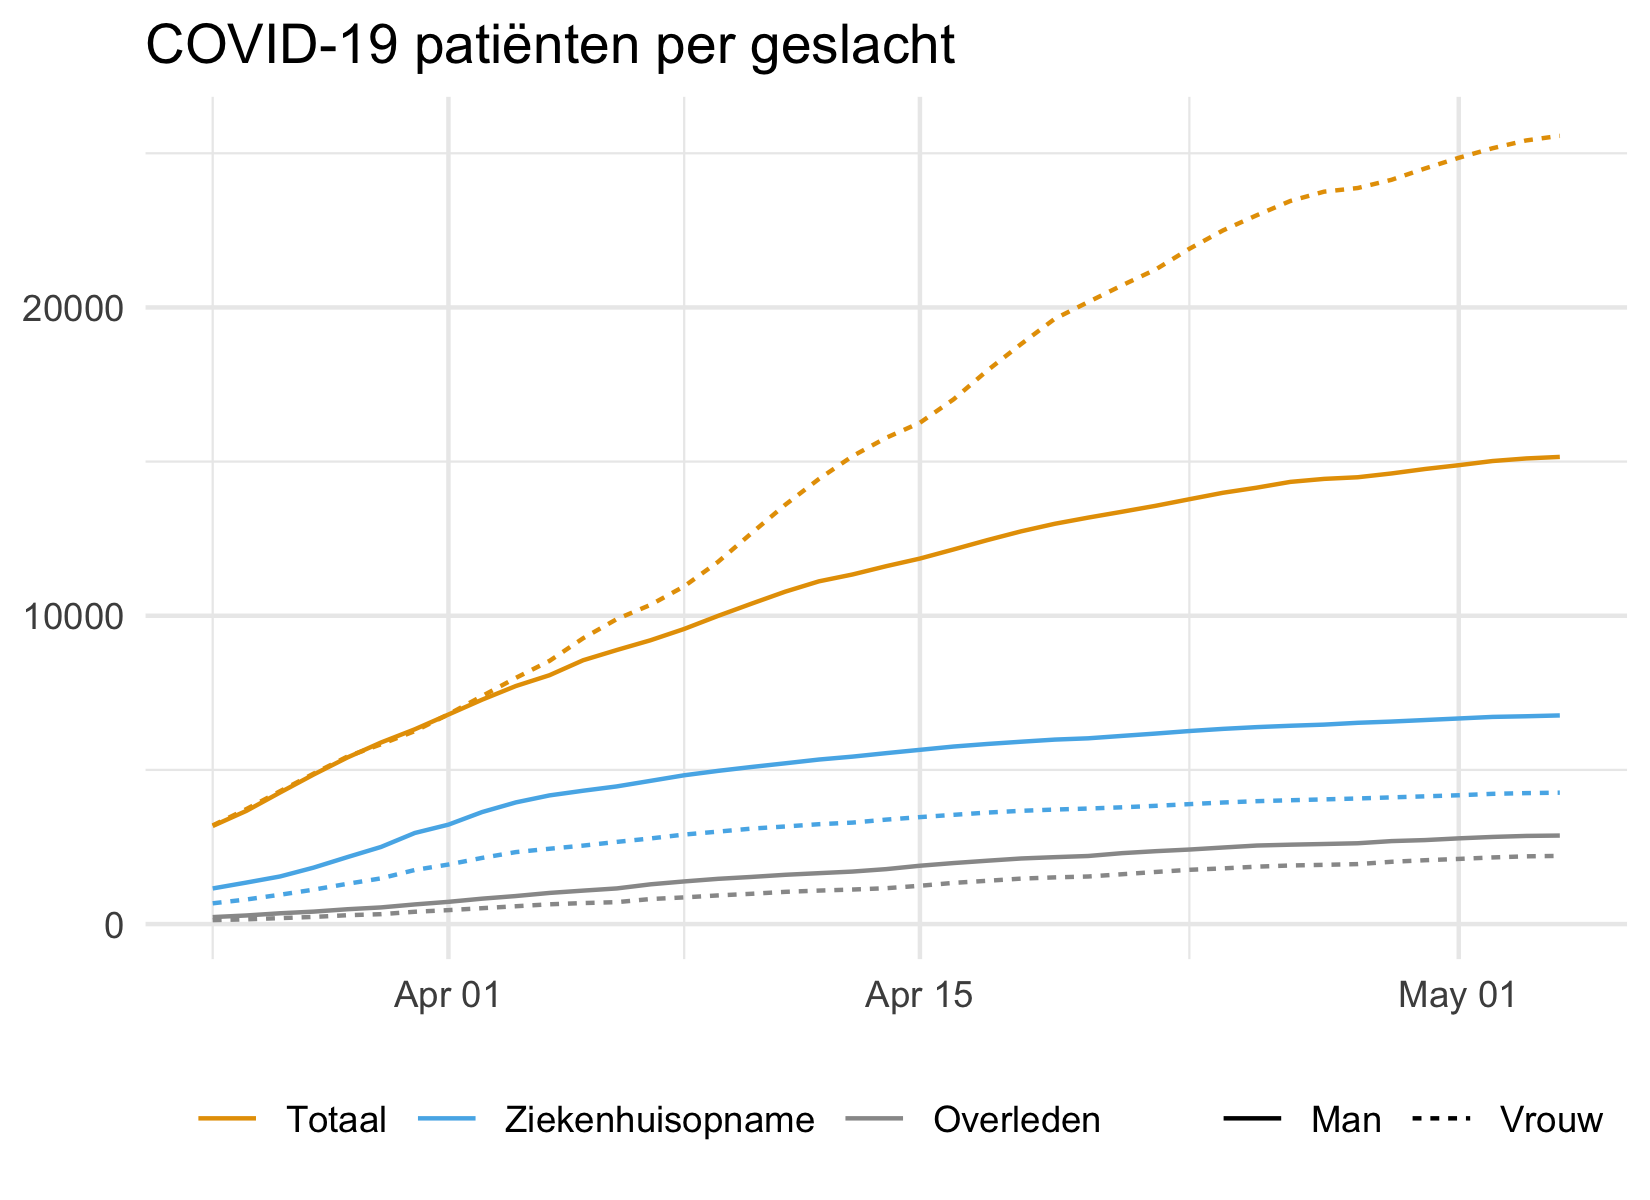 COVID-19 patiënten per geslacht
20000
10000
0
Apr 01 Apr 15 May 01
Totaal Ziekenhuisopname Overleden Man Vrouw